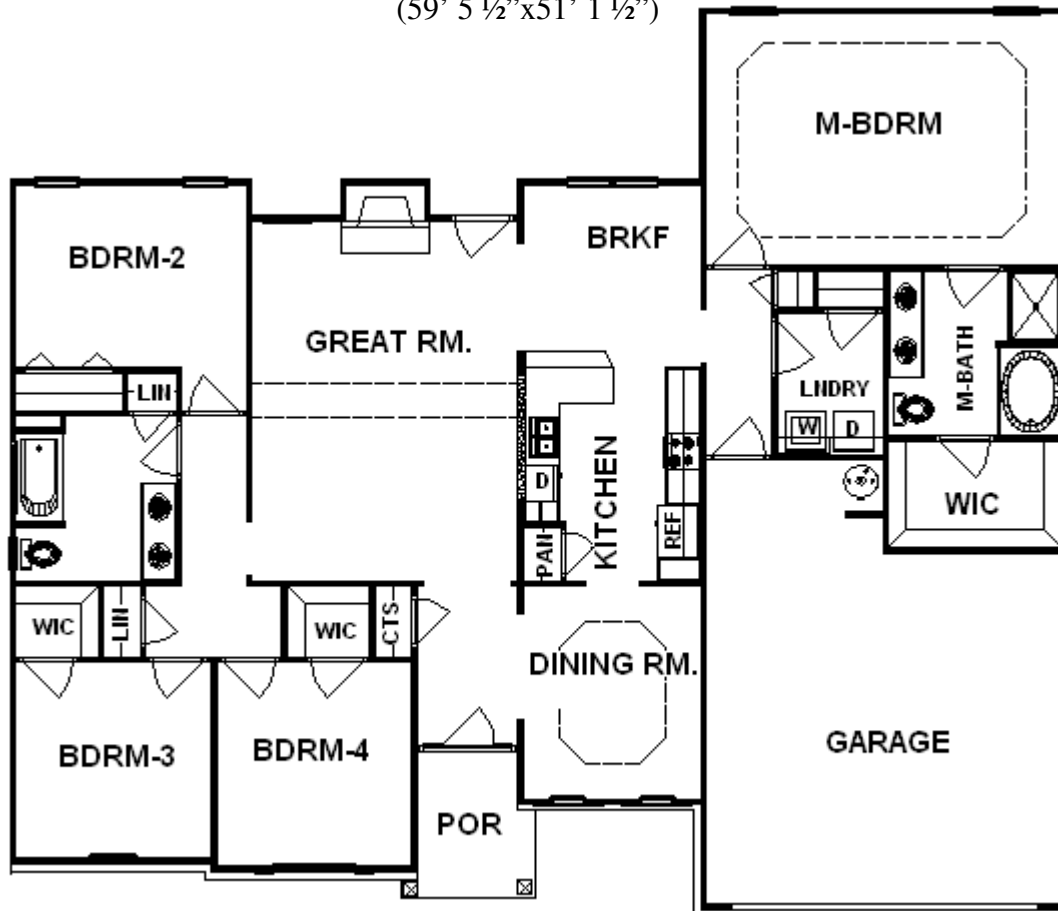 (59’ 5 ½”x51’ 1 ½”)
M-BDRM
BRKF
BDRM-2
GREAT RM.
LIN
LNDRY
M-BATH
W
D
D
KITCHEN
WIC
REF
PAN
WIC
LIN
WIC
CTS
DINING RM.
BDRM-3
BDRM-4
GARAGE
POR